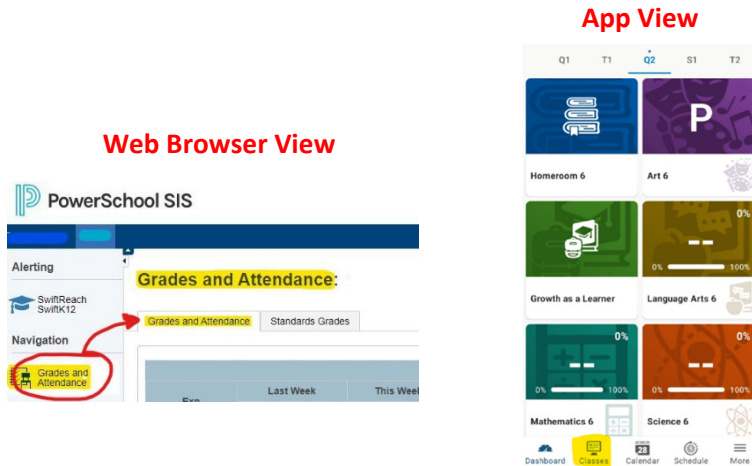 App View
Q1 T1 Q2 S1 T2
P
Homeroom 6 Art 6
0%
--
0% 100%
Growth as a Learner Language Arts 6
0% 0%
-- --
0% 100% 0% 100%
Mathematics 6 Science 6
28
Dashboard Classes Calendar Schedule More
Web Browser View
PowerSchool SIS
Alerting
SwiftReach
SwiftK12
Navigation
Grades and
Attendance
Grades and Attendance:
Grades and Attendance Standards Grades
Last Week This Week
Exp